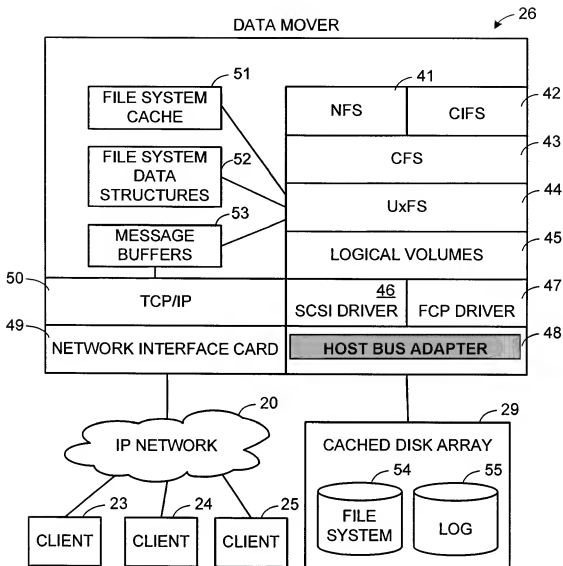 26
DATA MOVER
51
41
FILE SYSTEM
CACHE
NFS
CIFS
42
52
CFS
43
FILE SYSTEM
DATA
STRUCTURES
53
UxFS
44
MESSAGE
BUFFERS
LOGICAL VOLUMES
45
50
TCP/IP
46
SCSI DRIVER
FCP DRIVER
47
49
NETWORK INTERFACE CARD
HOST BUS ADAPTER
48
20
IP NETWORK
29
CACHED DISK ARRAY
54
55
FILE
SYSTEM
LOG
23
24
25
CLIENT
CLIENT
CLIENT